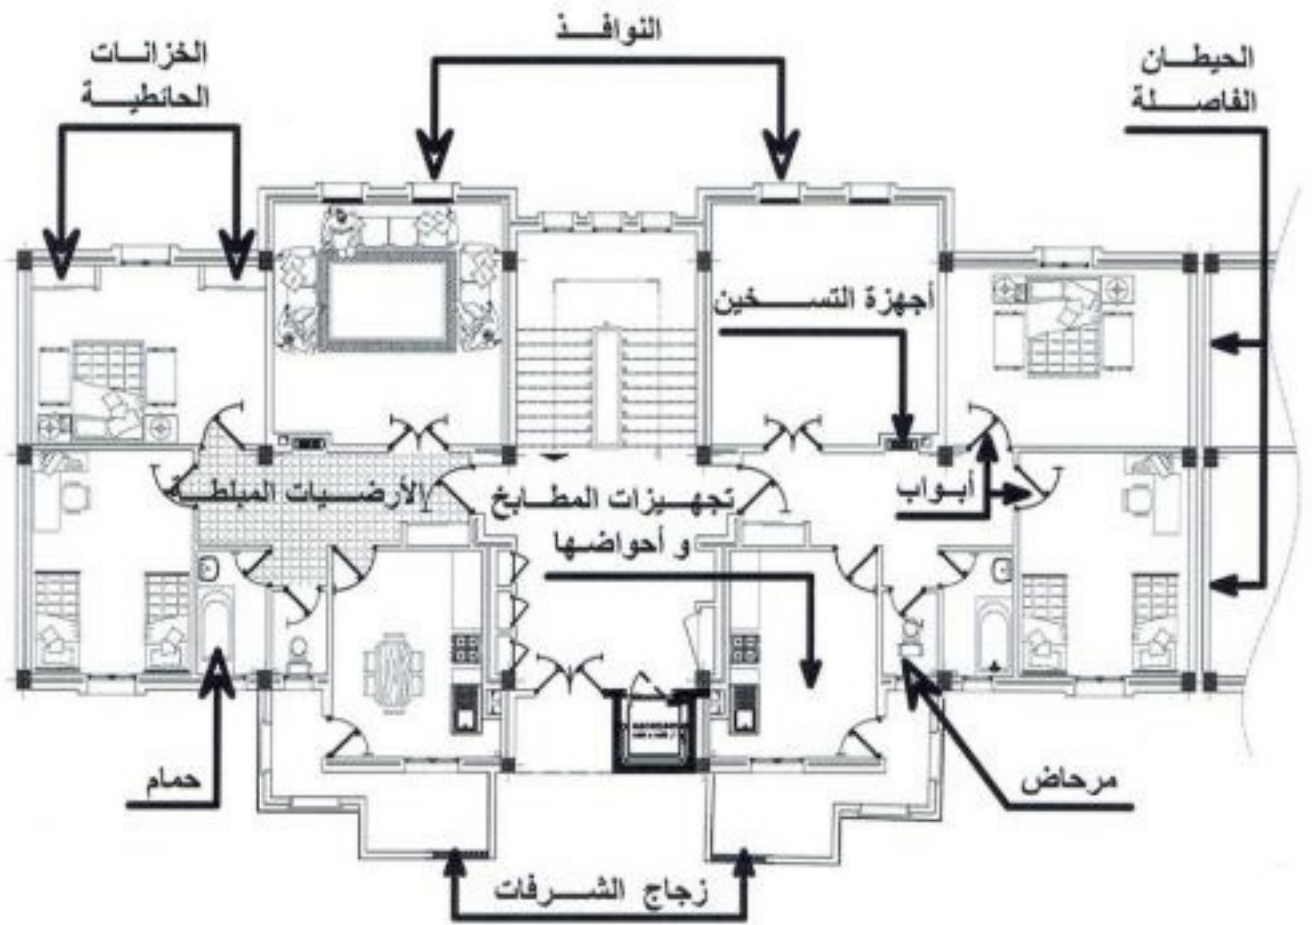 النوافذ
الخزانات
الحائطية
الحيطان
الفاصلة
أجهزة التسخين
أبواب
الأرضيات المبلطة
تجهيزات المطابخ
و أحواضها
حمام
مرحاض
زجاج الشرفات